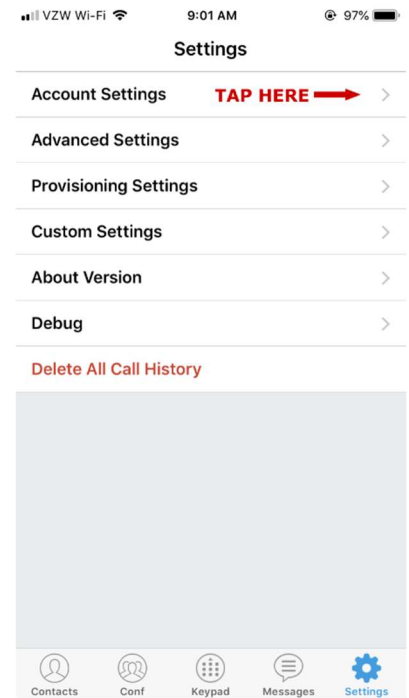 VZW Wi-Fi 9:01 AM 97%
Settings
Account Settings TAP HERE
Advanced Settings
Provisioning Settings
Custom Settings
About Version
Debug
Delete All Call History
Contacts Conf Keypad Messages Settings